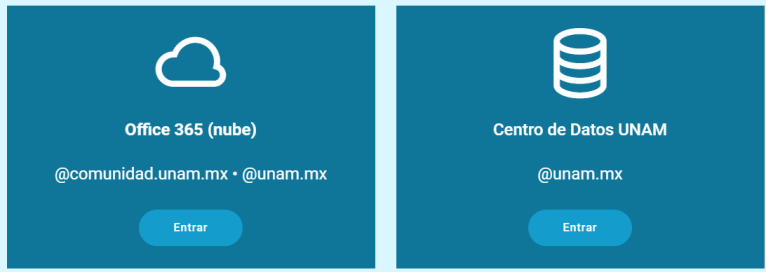 Office 365 (nube)
@comunidad.unam.mx • @unam.mx
Entrar
Centro de Datos UNAM
@unam.mx
Entrar